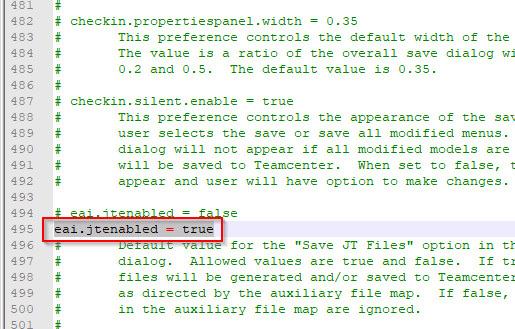 481 #
482 # checkin.propertiespanel.width = 0.35
483 # This preference controls the default width of the
484 # The value is a ratio of the overall save dialog wi
485 # 0.2 and 0.5. The default value is 0.35.
486 #
487 # checkin.silent.enable = true
488 # This preference controls the appearance of the sav
489 # user selects the save or save all modified menus.
490 # dialog will not appear if all modified models are
491 # will be saved to Teamcenter. When set to false, t
492 # appear and user will have option to make changes.
493
494 # eai.jtenabled = false
495 eai.jtenabled = true
496 # Default value for the "Save JT Files" option in th
497 # dialog. Allowed values are true and false. If tr
498 # files will be generated and/or saved to Teamcenter
499 # as directed by the auxiliary file map. If false,
500 # in the auxiliary file map are ignored.
501 #